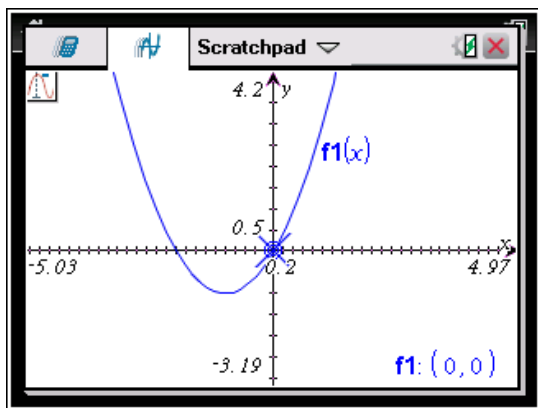 Scratchpad
4.2 y
f1(x)
0.5
x
-5.03 0.2 4.97
-3.19
f1: (0,0)